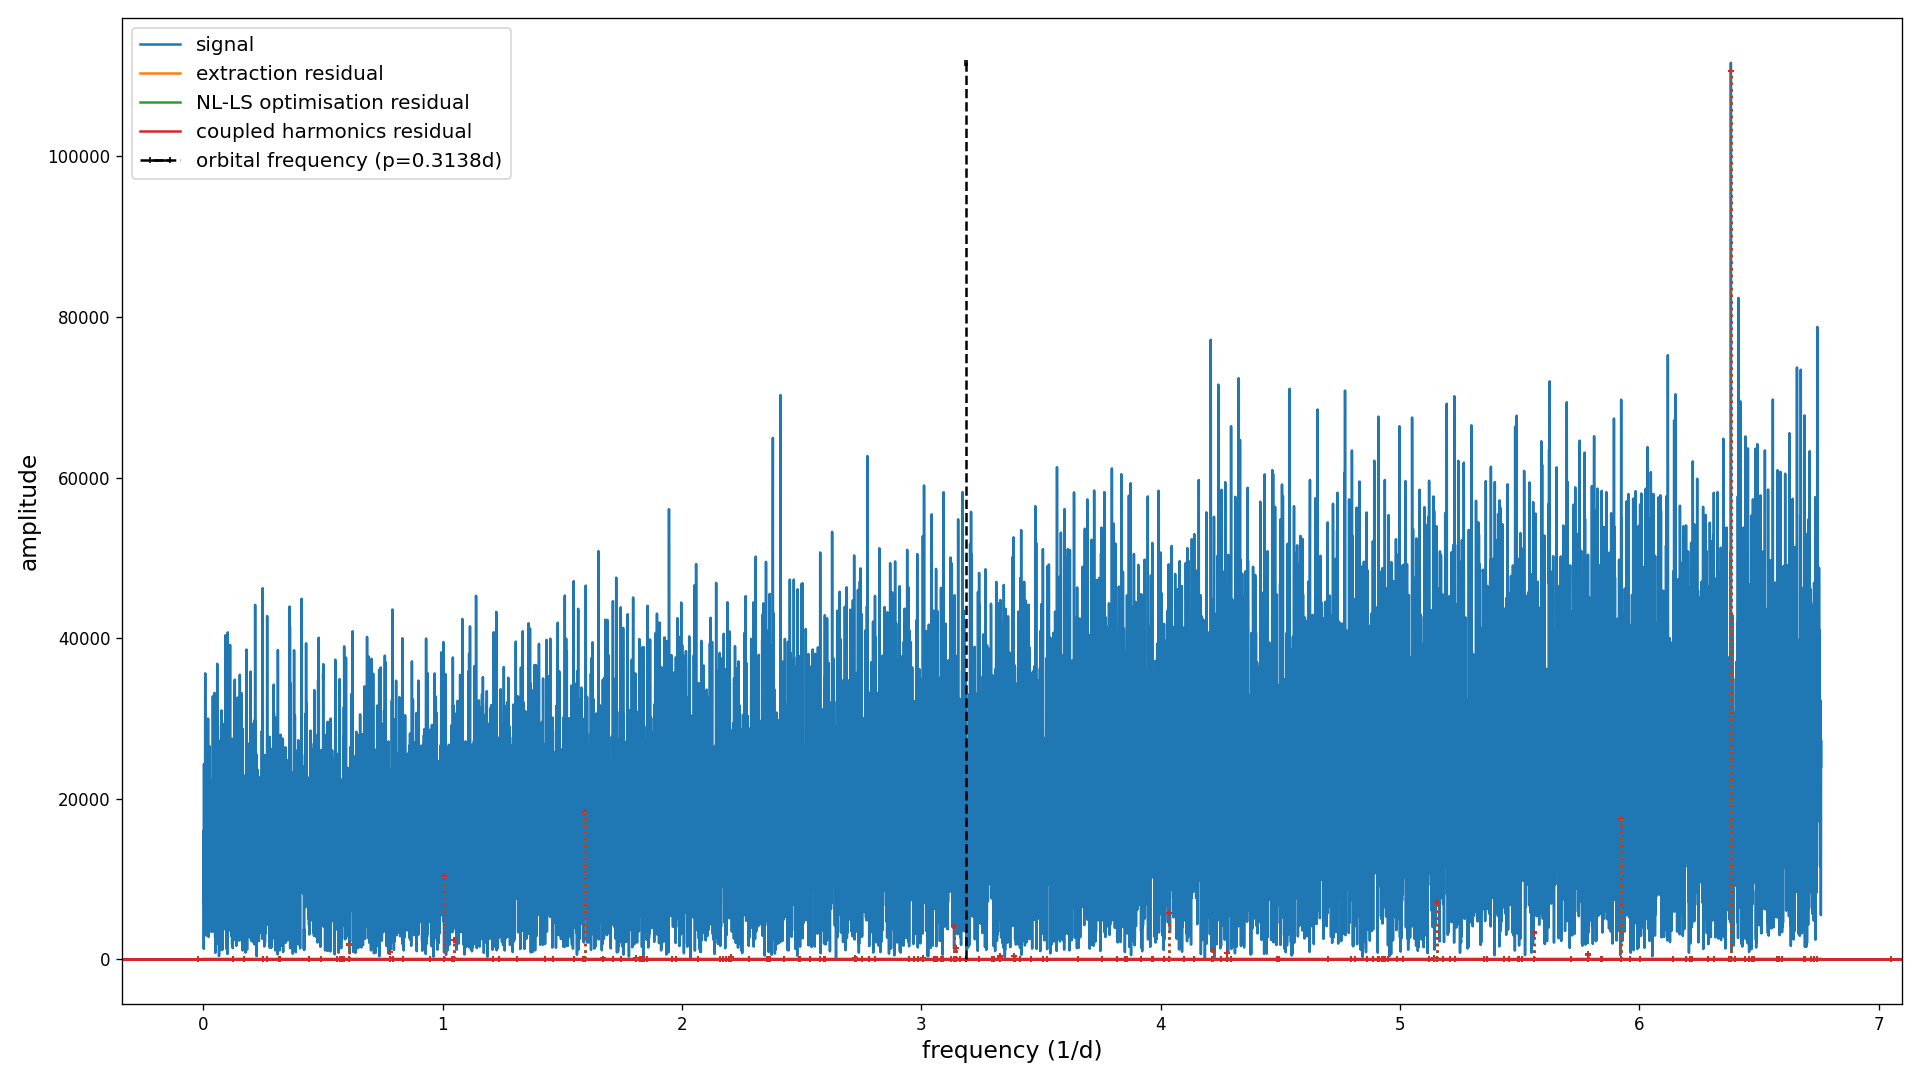 signal
extraction residual
NL-LS optimisation residual
coupled harmonics residual
orbital frequency (p=0.3138d)
100000
80000
60000
40000
20000
0
amplitude
0 1 2 3 4 5 6 7
frequency (1/d)